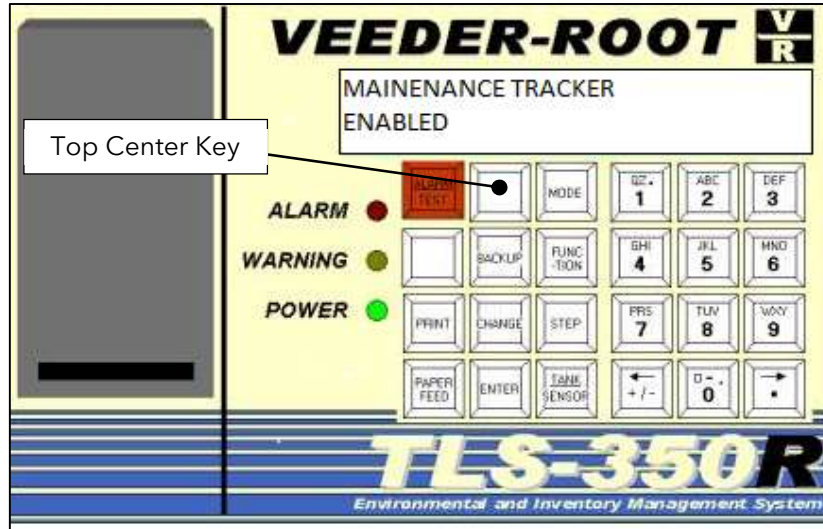 VEEDER-ROOT V R
MAINENANCE TRACKER
ENABLED
Top Center Key
ALARM
WARNING
POWER
ALARM TEST
MODE
QZ. 1
ABC 2
DEF 3
BACKUP
FUNC -TION
GHI 4
JKL 5
MNO 6
PRINT
CHANGE
STEP
PRS 7
TUV 8
WXY 9
PAPER FEED
ENTER
TANK SENSOR
← +/-
0
→ .
TLS-350R
Environmental and Inventory Management System